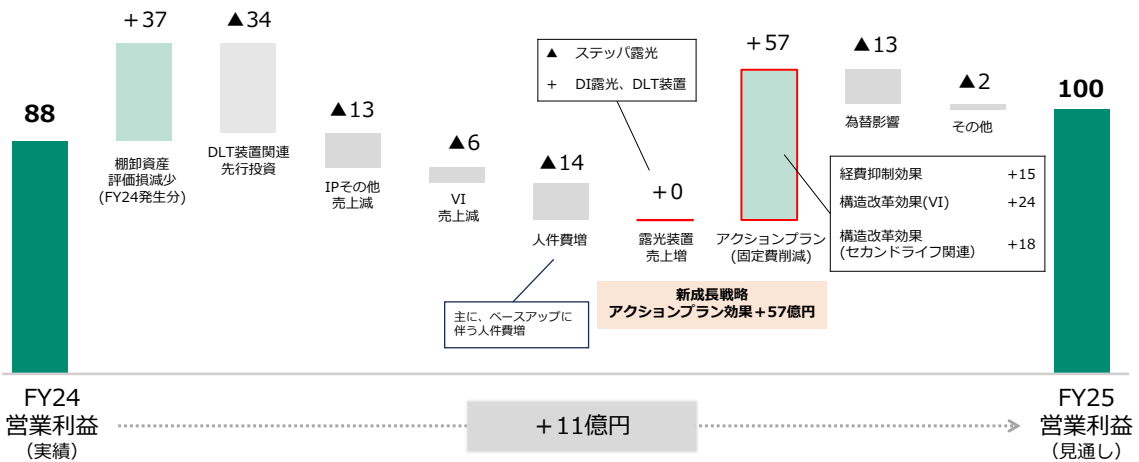 88
+37
棚卸資産
評価損減少
(FY24発生分)
▲34
DLT装置関連
先行投資
▲13
IPその他
売上減
▲6
VI
売上減
▲14
人件費増
主に、ベースアップに
伴う人件費増
▲ ステッパ露光
+ DI露光、DLT装置
+0
露光装置
売上増
+57
アクションプラン
(固定費削減)
新成長戦略
アクションプラン効果+57億円
▲13
為替影響
▲2
その他
経費抑制効果 +15
構造改革効果(VI) +24
構造改革効果
(セカンドライフ関連) +18
100
FY24
営業利益
(実績)
+11億円
FY25
営業利益
(見通し)